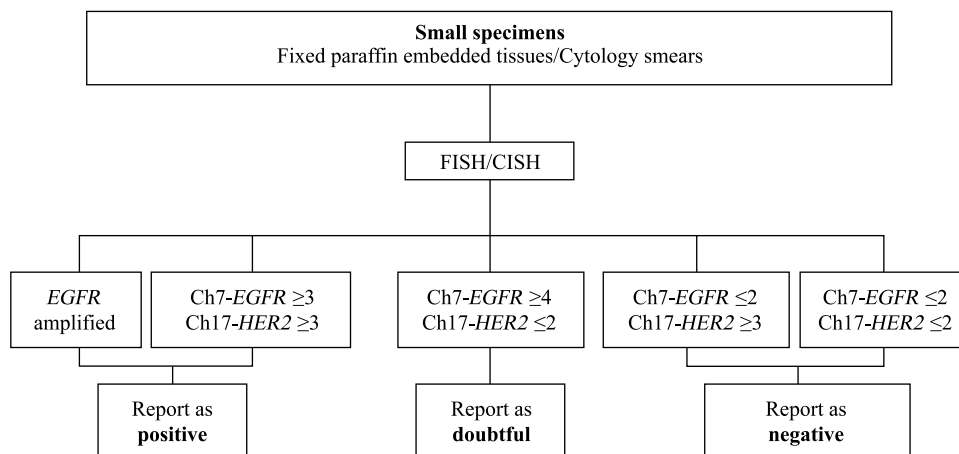 Small specimens
Fixed paraffin embedded tissues/Cytology smears
FISH/CISH
EGFR
amplified
Ch7-EGFR ≥3
Ch17-HER2 ≥3
Ch7-EGFR ≥4
Ch17-HER2 ≤2
Ch7-EGFR ≤2
Ch17-HER2 ≥3
Ch7-EGFR ≤2
Ch17-HER2 ≤2
Report as
positive
Report as
doubtful
Report as
negative